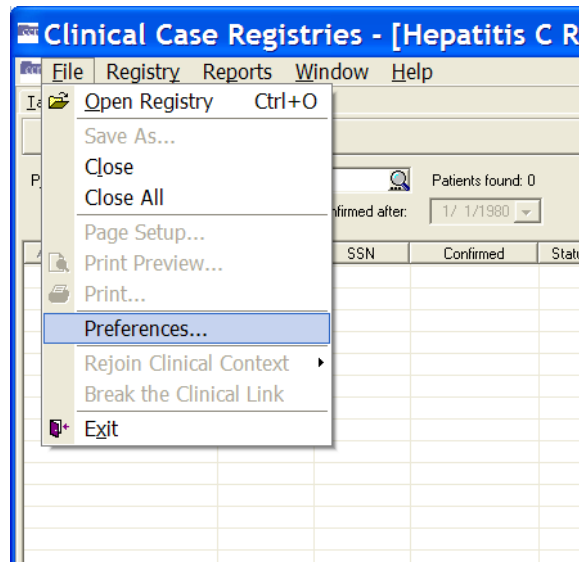 Clinical Case Registries - [Hepatitis C R
File Registry Reports Window Help
Open Registry Ctrl+O
Save As...
Close
Close All
Patients found: 0
nfirmed after: 1/ 1/1980
Page Setup...
SSN Confirmed Statu
Print Preview...
Print...
Preferences...
Rejoin Clinical Context
Break the Clinical Link
Exit